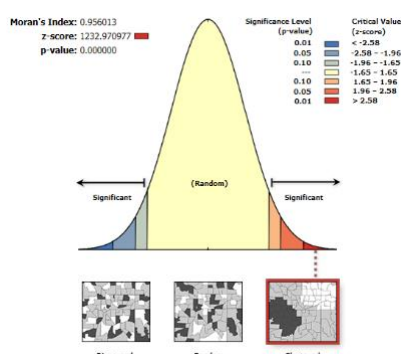 Moran's Index: 0.956013
z-score: 1232.970977
p-value: 0.000000
Significance Level
(p-value)
Critical Value
(z-score)
0.01 < -2.58
0.05 -2.58 - -1.96
0.10 -1.96 - -1.65
--- -1.65 - 1.65
0.10 1.65 - 1.96
0.05 1.96 - 2.58
0.01 > 2.58
(Random)
Significant
Significant